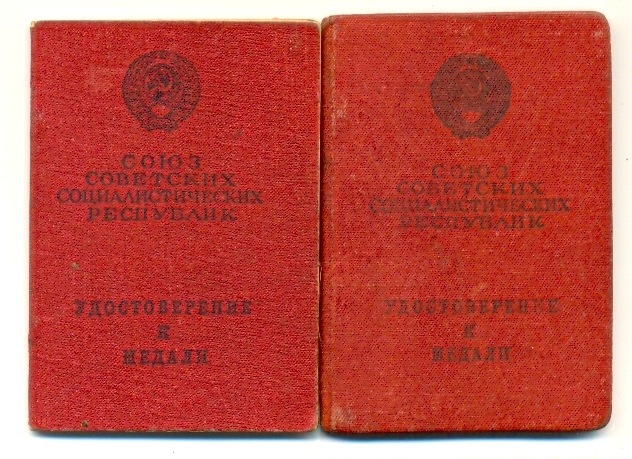 СОЮЗ
СОВЕТСКИХ
СОЦИАЛИСТИЧЕСКИХ
РЕСПУБЛИК
УДОСТОВЕРЕНИЕ
К
МЕДАЛИ
СОЮЗ
СОВЕТСКИХ
СОЦИАЛИСТИЧЕСКИХ
РЕСПУБЛИК
УДОСТОВЕРЕНИЕ
К
МЕДАЛИ